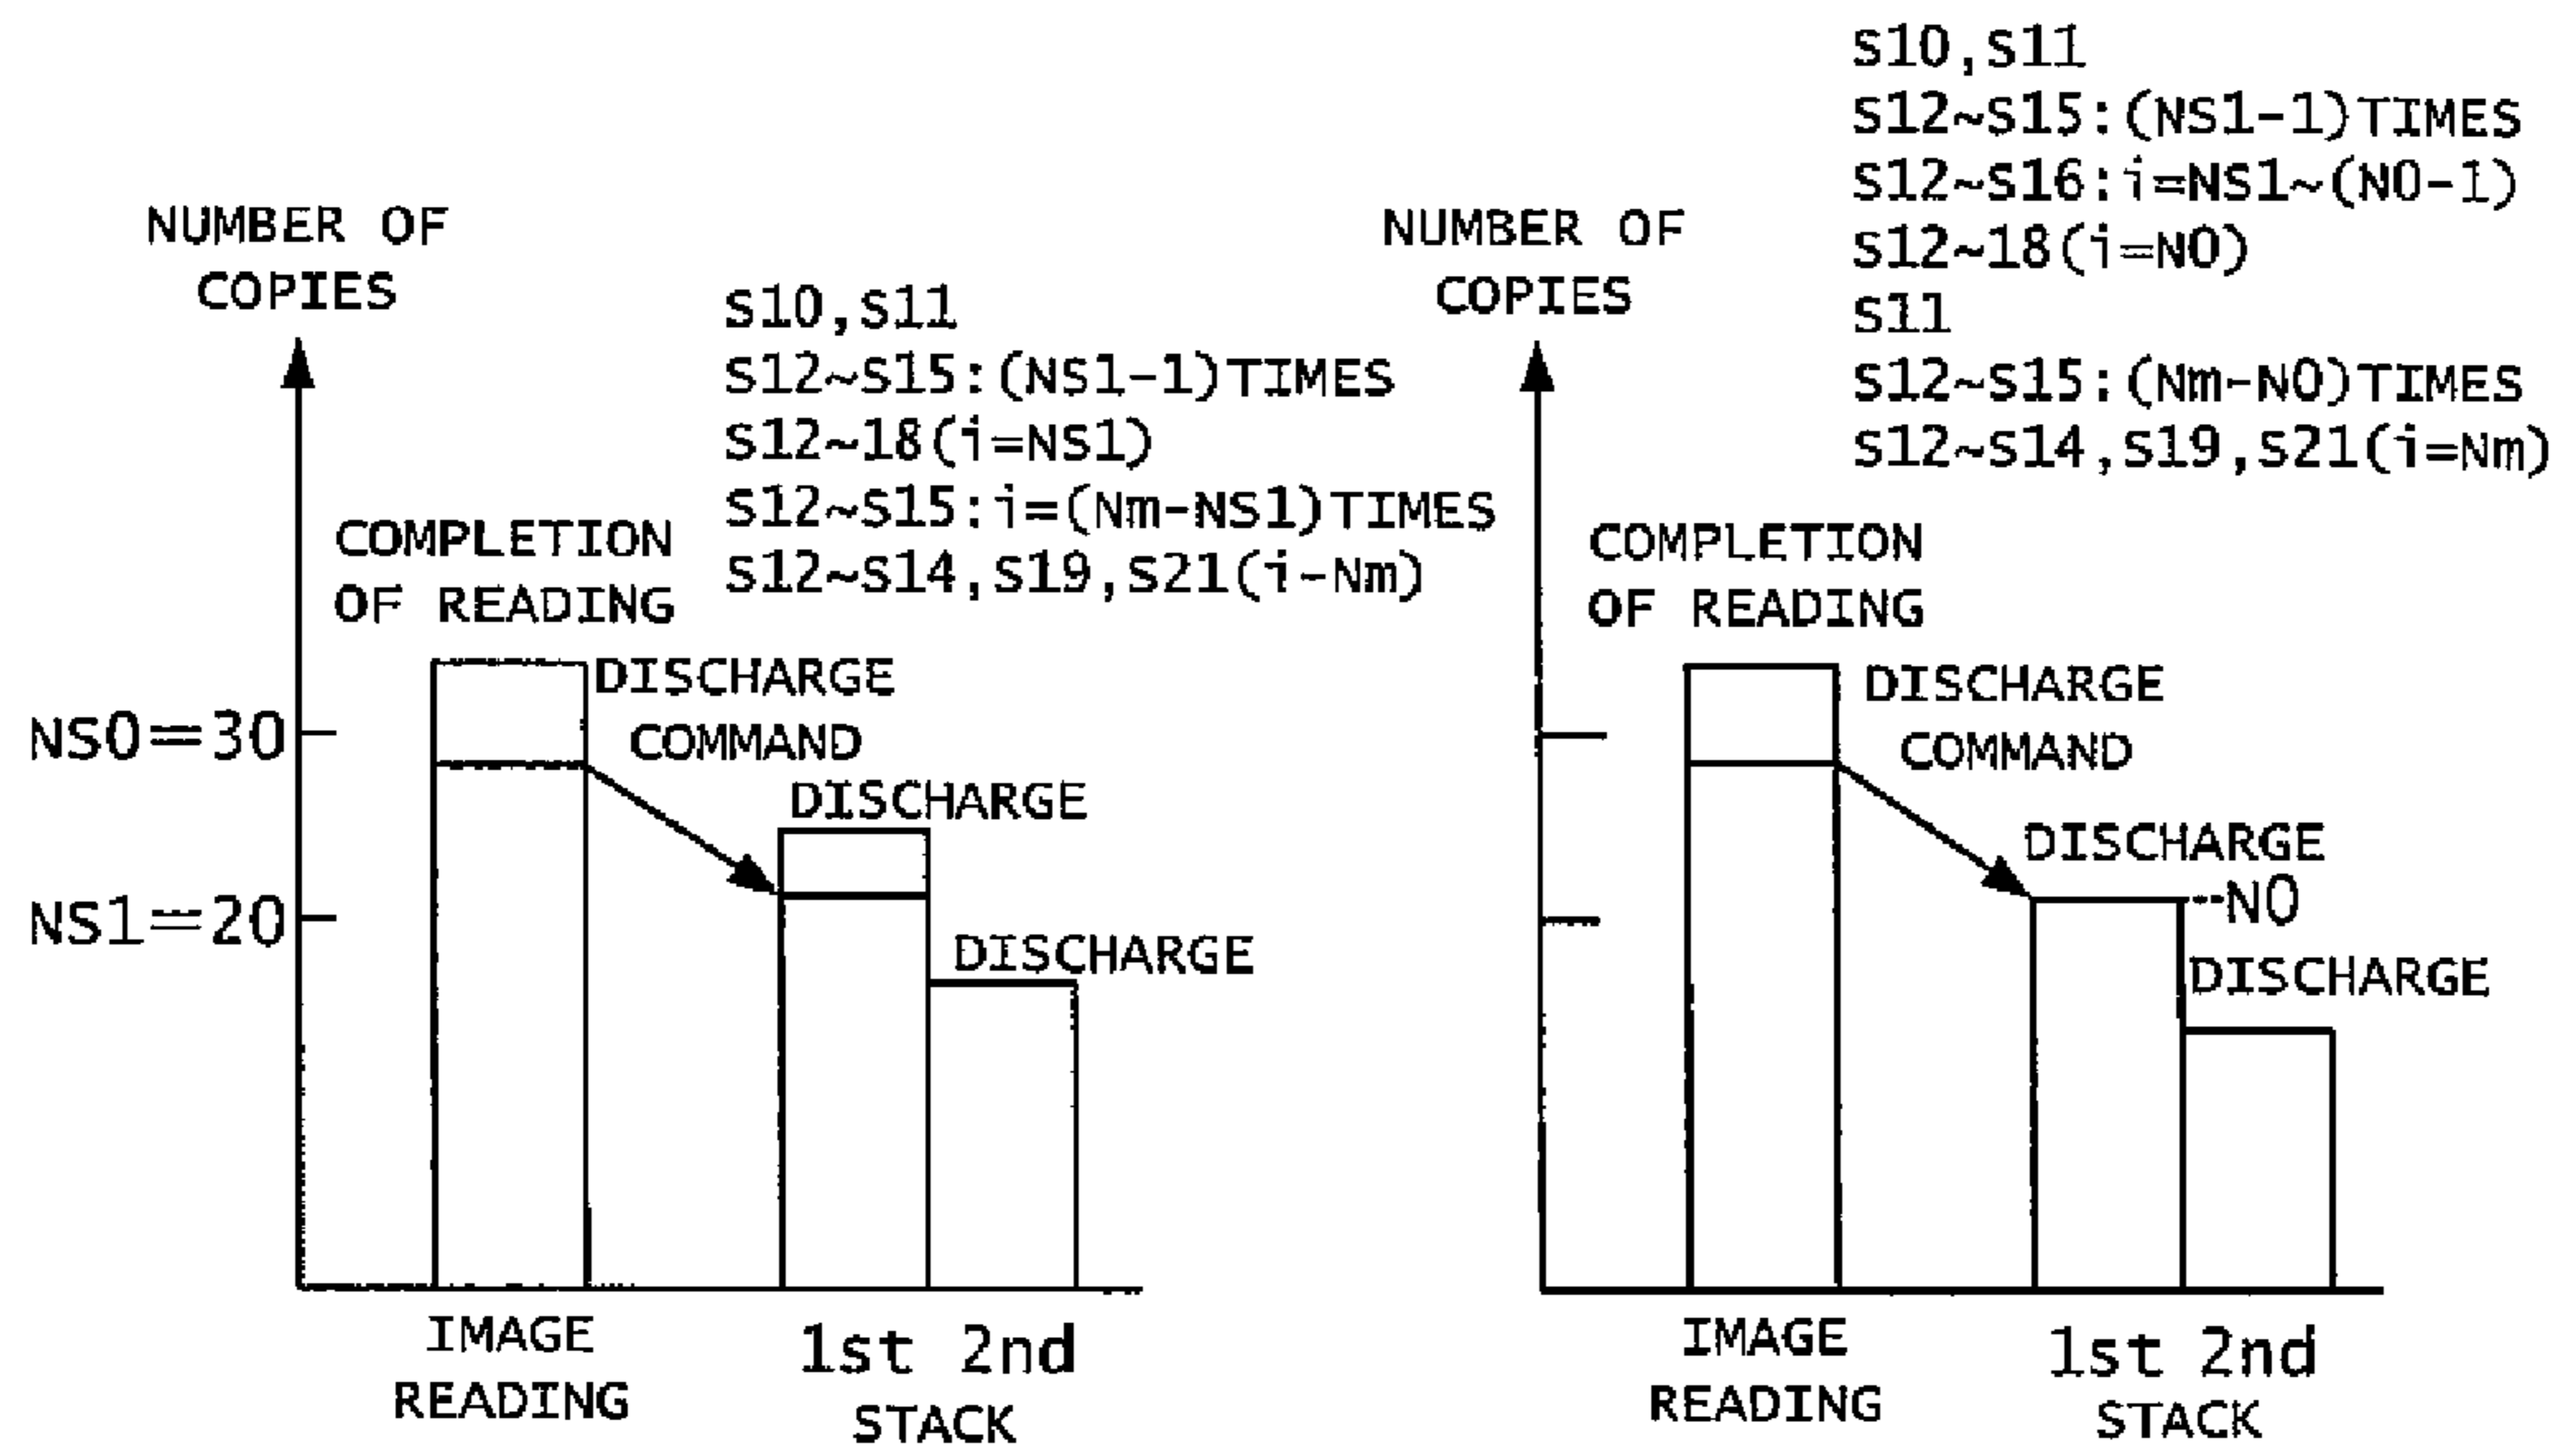 NUMBER OF
COPIES
S10,S11
S12~S15:(NS1-1)TIMES
S12~18(i=NS1)
S12~S15:i=(Nm-NS1)TIMES
S12~S14,S19,S21(i-Nm)
COMPLETION
OF READING
DISCHARGE
COMMAND
NS0=30
DISCHARGE
NS1=20
DISCHARGE
IMAGE
READING
1st 2nd
STACK
S10,S11
S12~S15:(NS1-1)TIMES
S12~S16:i=NS1~(N0-1)
S12~18(i=N0)
S11
S12~S15:(Nm-N0)TIMES
S12~S14,S19,S21(i=Nm)
NUMBER OF
COPIES
COMPLETION
OF READING
DISCHARGE
COMMAND
DISCHARGE
N0
DISCHARGE
IMAGE
READING
1st 2nd
STACK